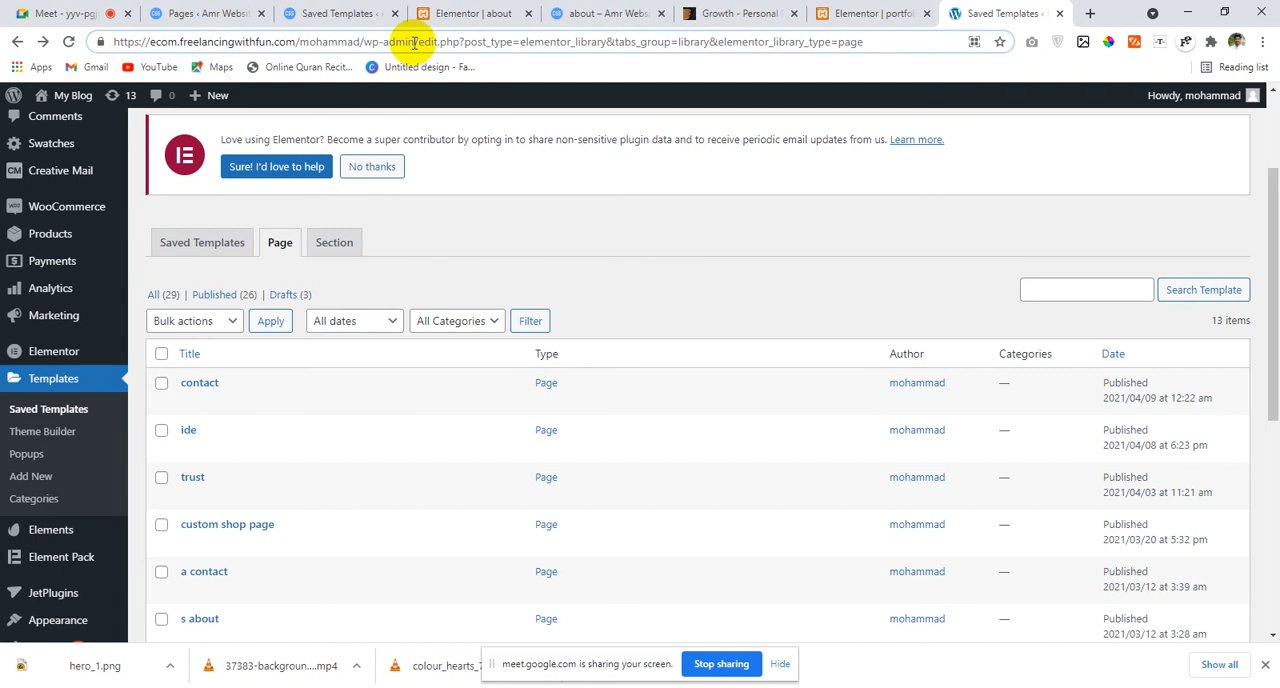 Meet - yyv-pgj
Pages ‹ Amr Websit
Saved Templates ‹ A
Elementor | about
about – Amr Websi
Growth - Personal
Elementor | portfo
Saved Templates ‹
https://ecom.freelancingwithfun.com/mohammad/wp-admin/edit.php?post_type=elementor_library&tabs_group=library&elementor_library_type=page
Apps
Gmail
YouTube
Maps
Online Quran Recit...
Untitled design - Fa...
Reading list
My Blog
13
0
New
Howdy, mohammad
Comments
Swatches
Creative Mail
WooCommerce
Products
Payments
Analytics
Marketing
Elementor
Templates
Saved Templates
Theme Builder
Popups
Add New
Categories
Elements
Element Pack
JetPlugins
Appearance
Love using Elementor? Become a super contributor by opting in to share non-sensitive plugin data and to receive periodic email updates from us. Learn more.
Sure! I'd love to help
No thanks
Saved Templates
Page
Section
All (29) Published (26) Drafts (3)
Search Template
Bulk actions
Apply
All dates
All Categories
Filter
13 items
Title Type Author Categories Date
contact Page mohammad — Published
2021/04/09 at 12:22 am
ide Page mohammad — Published
2021/04/08 at 6:23 pm
trust Page mohammad — Published
2021/04/03 at 11:21 am
custom shop page Page mohammad — Published
2021/03/20 at 5:32 pm
a contact Page mohammad — Published
2021/03/12 at 3:39 am
s about Page mohammad — Published
2021/03/12 at 3:28 am
hero_1.png
37383-backgroun....mp4
colour_hearts_
meet.google.com is sharing your screen.
Stop sharing
Hide
Show all